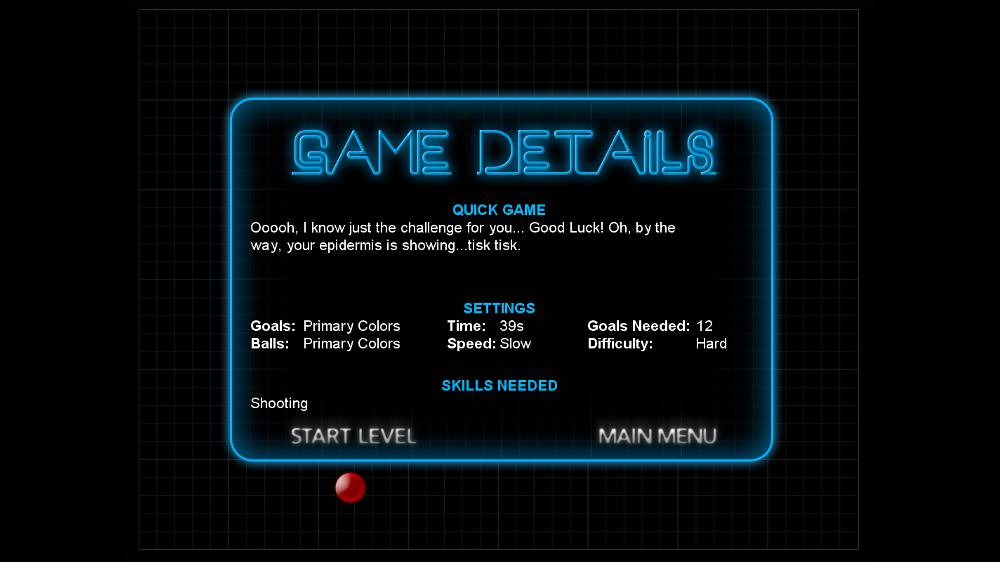 GAME DETAILS
QUICK GAME
Ooooh, I know just the challenge for you... Good Luck! Oh, by the
way, your epidermis is showing...tisk tisk.
SETTINGS
Goals: Primary Colors Time: 39s Goals Needed: 12
Balls: Primary Colors Speed: Slow Difficulty: Hard
SKILLS NEEDED
Shooting
START LEVEL MAIN MENU